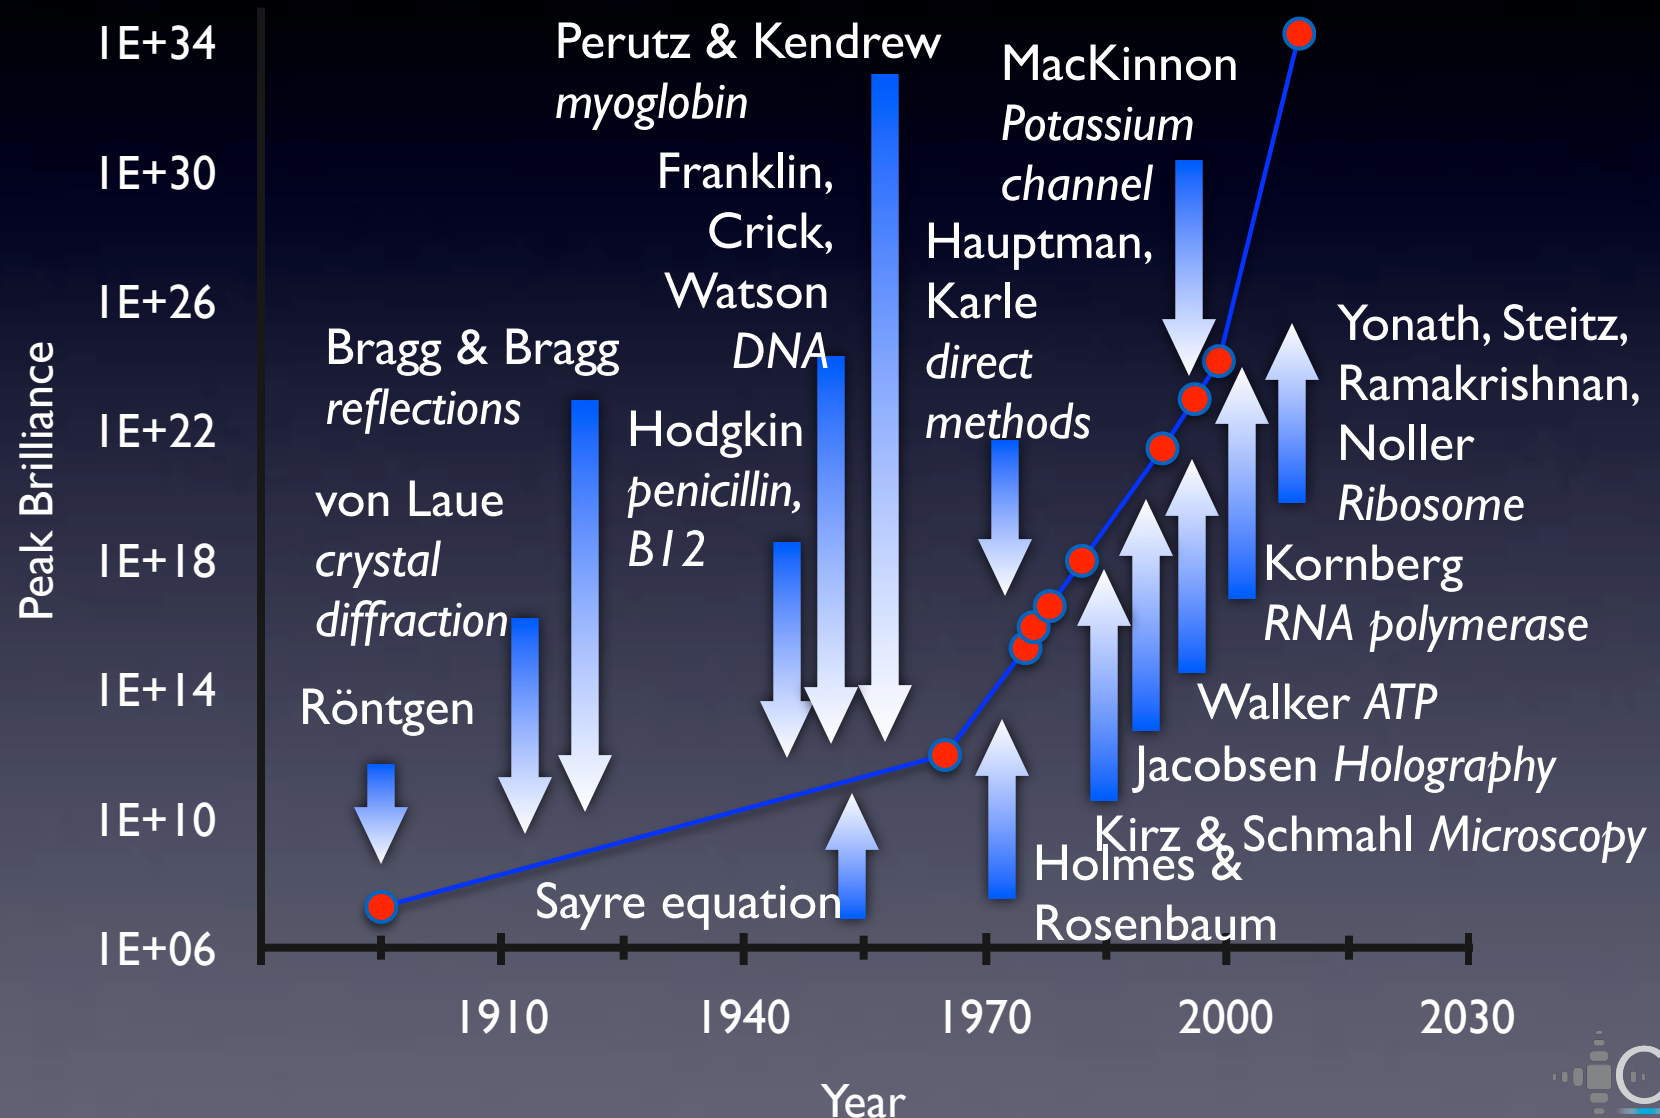 1E+34
1E+30
1E+26
1E+22
1E+18
1E+14
1E+10
1E+06
Peak Brilliance
Röntgen
von Laue
crystal
diffraction
Bragg & Bragg
reflections
Hodgkin
penicillin,
B12
Franklin,
Crick,
Watson
DNA
Perutz & Kendrew
myoglobin
Sayre equation
Hauptman,
Karle
direct
methods
MacKinnon
Potassium
channel
Yonath, Steitz,
Ramakrishnan,
Noller
Ribosome
Kornberg
RNA polymerase
Walker ATP
Jacobsen Holography
Kirz & Schmahl Microscopy
Holmes &
Rosenbaum
1910 1940 1970 2000 2030
Year